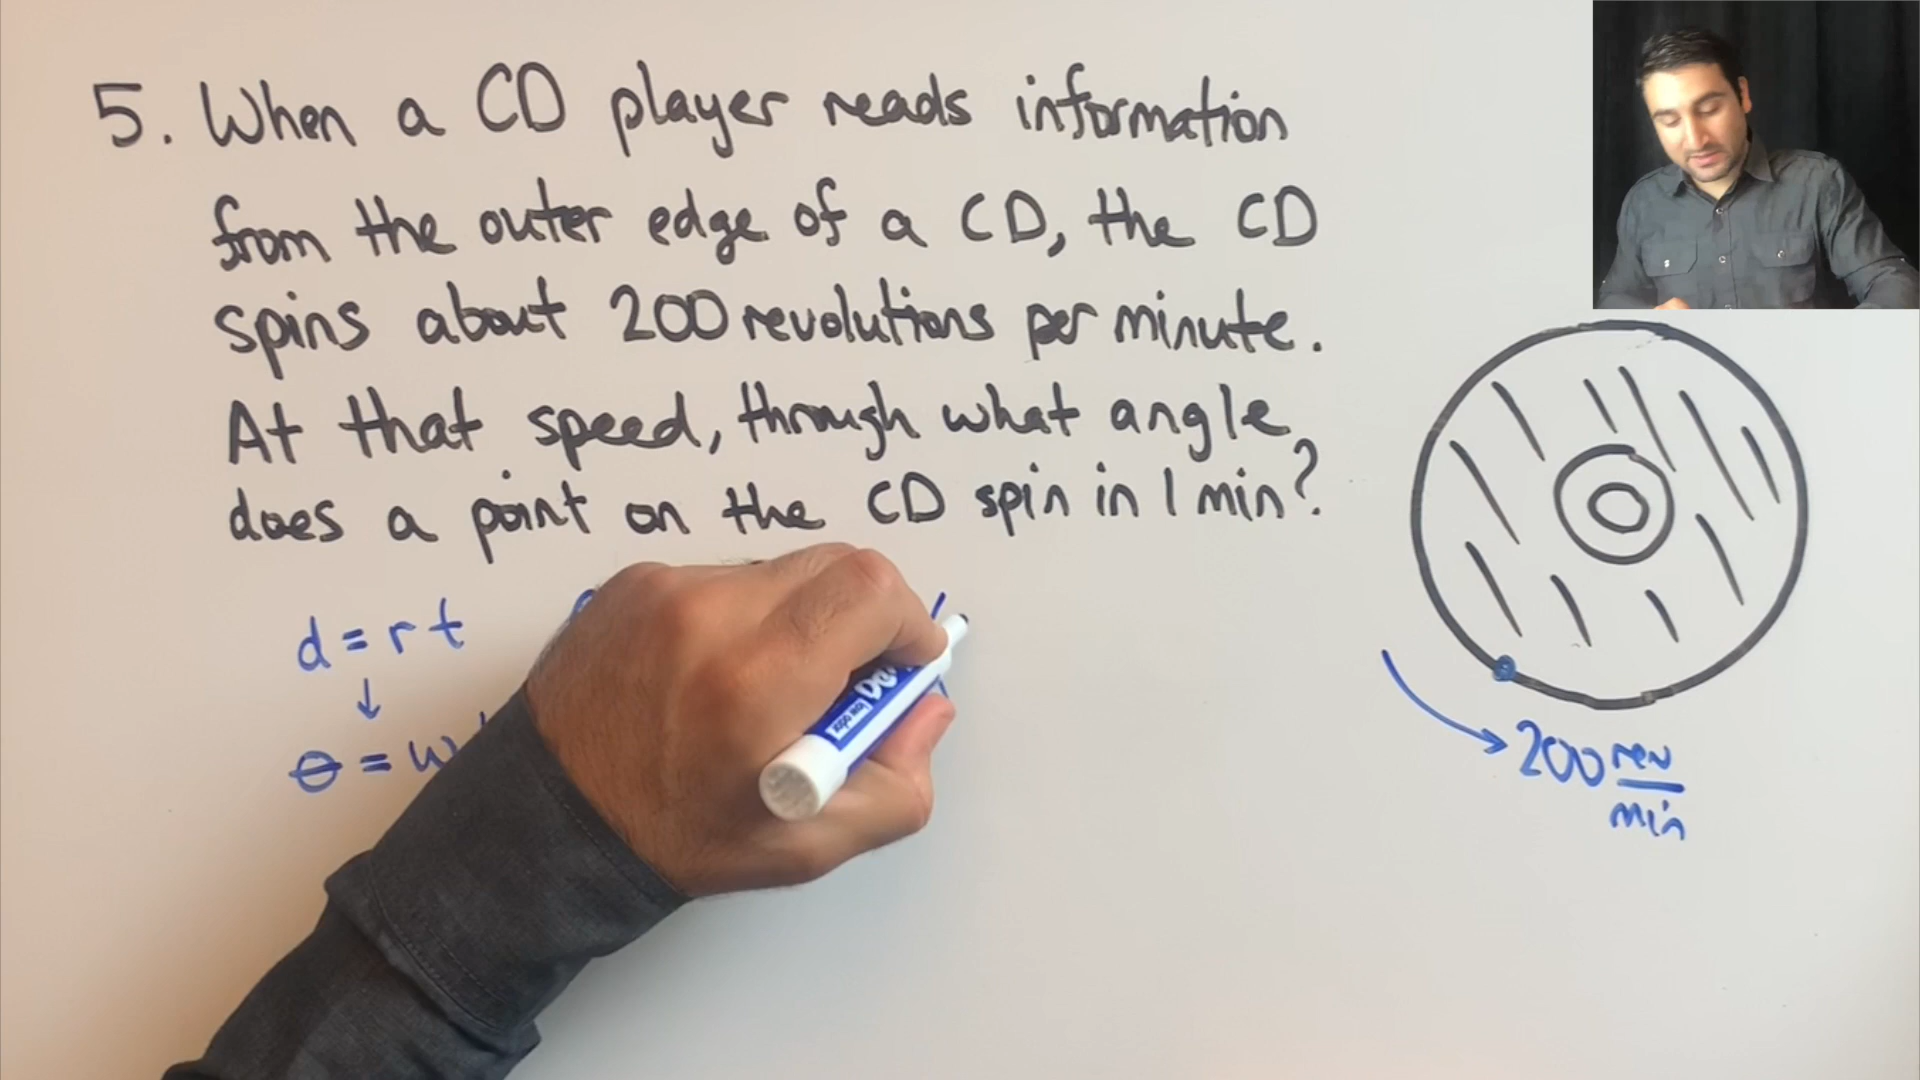 5. When a CD player reads information
from the outer edge of a CD, the CD
spins about 200 revolutions per minute.
At that speed, through what angle
does a point on the CD spin in 1 min?
d = r t
↓
θ = ω
200 rev
min
low odor